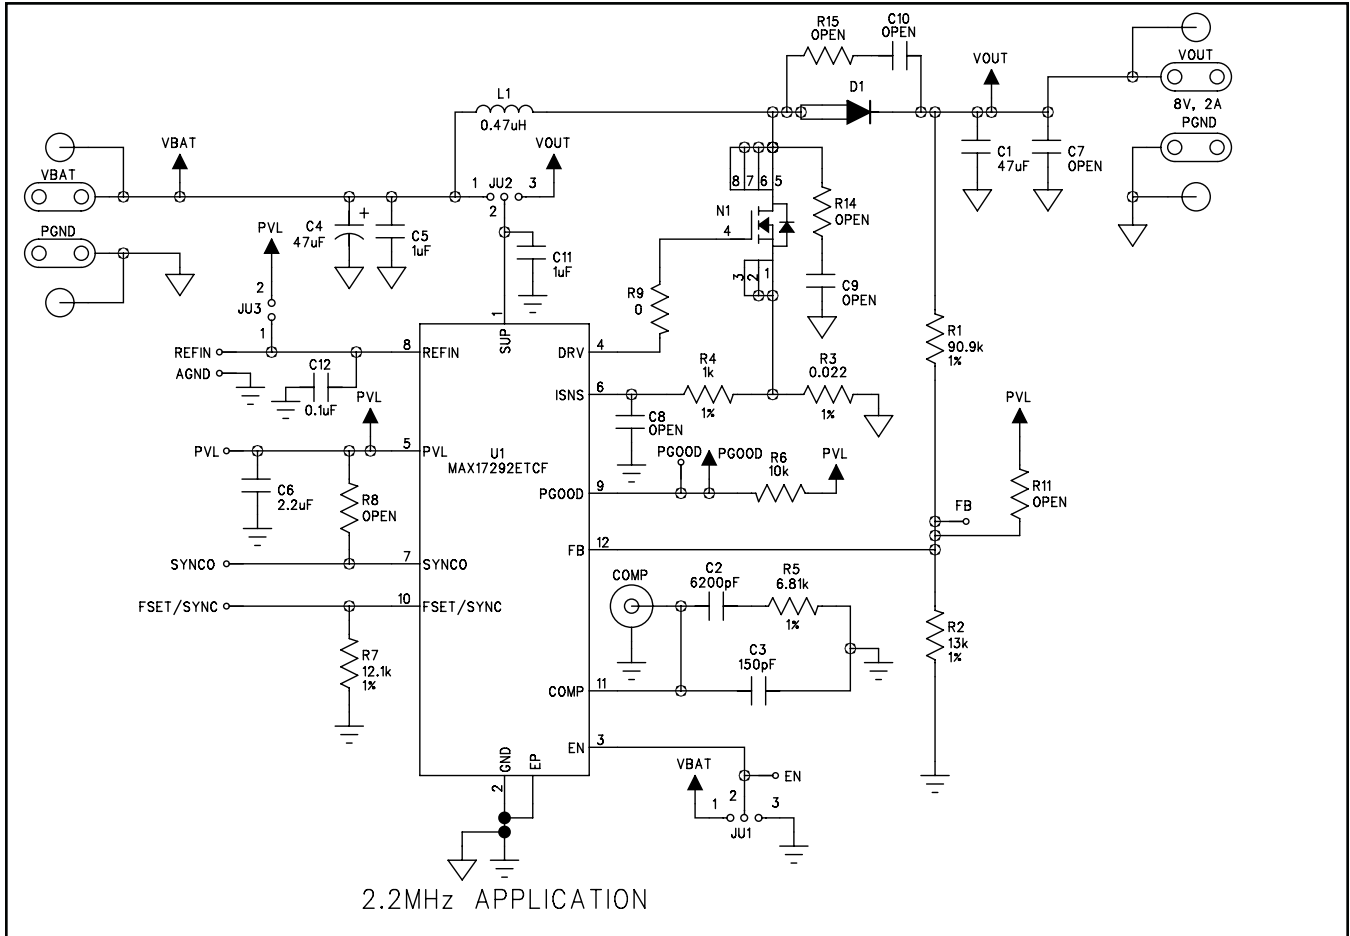 R15
OPEN
C10
OPEN
VOUT
8V, 2A
PGND
VOUT
D1
L1
0.47uH
C1
47uF
C7
OPEN
VBAT
VBAT
PGND
VOUT
1 JU2 3
2
8 7 6 5
N1
4
3 2 1
R14
OPEN
C9
OPEN
PVL
2
JU3
1
C4
+
47uF
C5
1uF
C11
1uF
R9
0
REFIN
AGND
C12
0.1uF
8 REFIN
1
SUP
DRV 4
ISNS 6
R4
1k
1%
R3
0.022
1%
C8
OPEN
R1
90.9k
1%
PVL
PVL
5 PVL
U1
MAX17292ETCF
PGOOD
PGOOD
PGOOD 9
R6
10k
PVL
PVL
R11
OPEN
FB
C6
2.2uF
R8
OPEN
SYNCO
7 SYNCO
FB 12
FSET/SYNC
10 FSET/SYNC
COMP
C2
6200pF
R5
6.81k
1%
C3
150pF
COMP 11
R7
12.1k
1%
R2
13k
1%
EN 3
GND
2
EP
VBAT
EN
1 2 3
JU1
2.2MHz APPLICATION